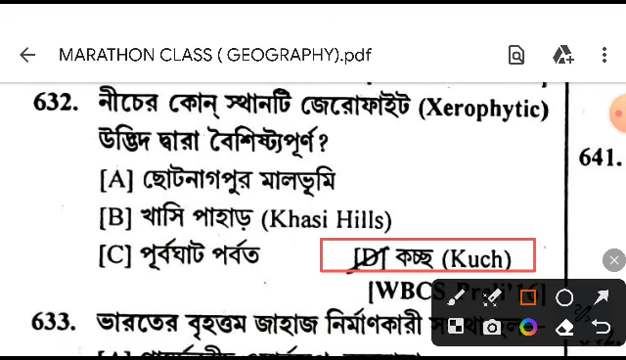 MARATHON CLASS ( GEOGRAPHY).pdf
632. নীচের কোন্ স্থানটি জেরোফাইট (Xerophytic)
উদ্ভিদ দ্বারা বৈশিষ্ট্যপূর্ণ?
641.
[A] ছোটনাগপুর মালভূমি
[B] খাসি পাহাড় (Khasi Hills)
[C] পূর্বঘাট পর্বত [D] কচ্ছ (Kuch)
[WBCS
633. ভারতের বৃহত্তম জাহাজ নির্মাণকারী